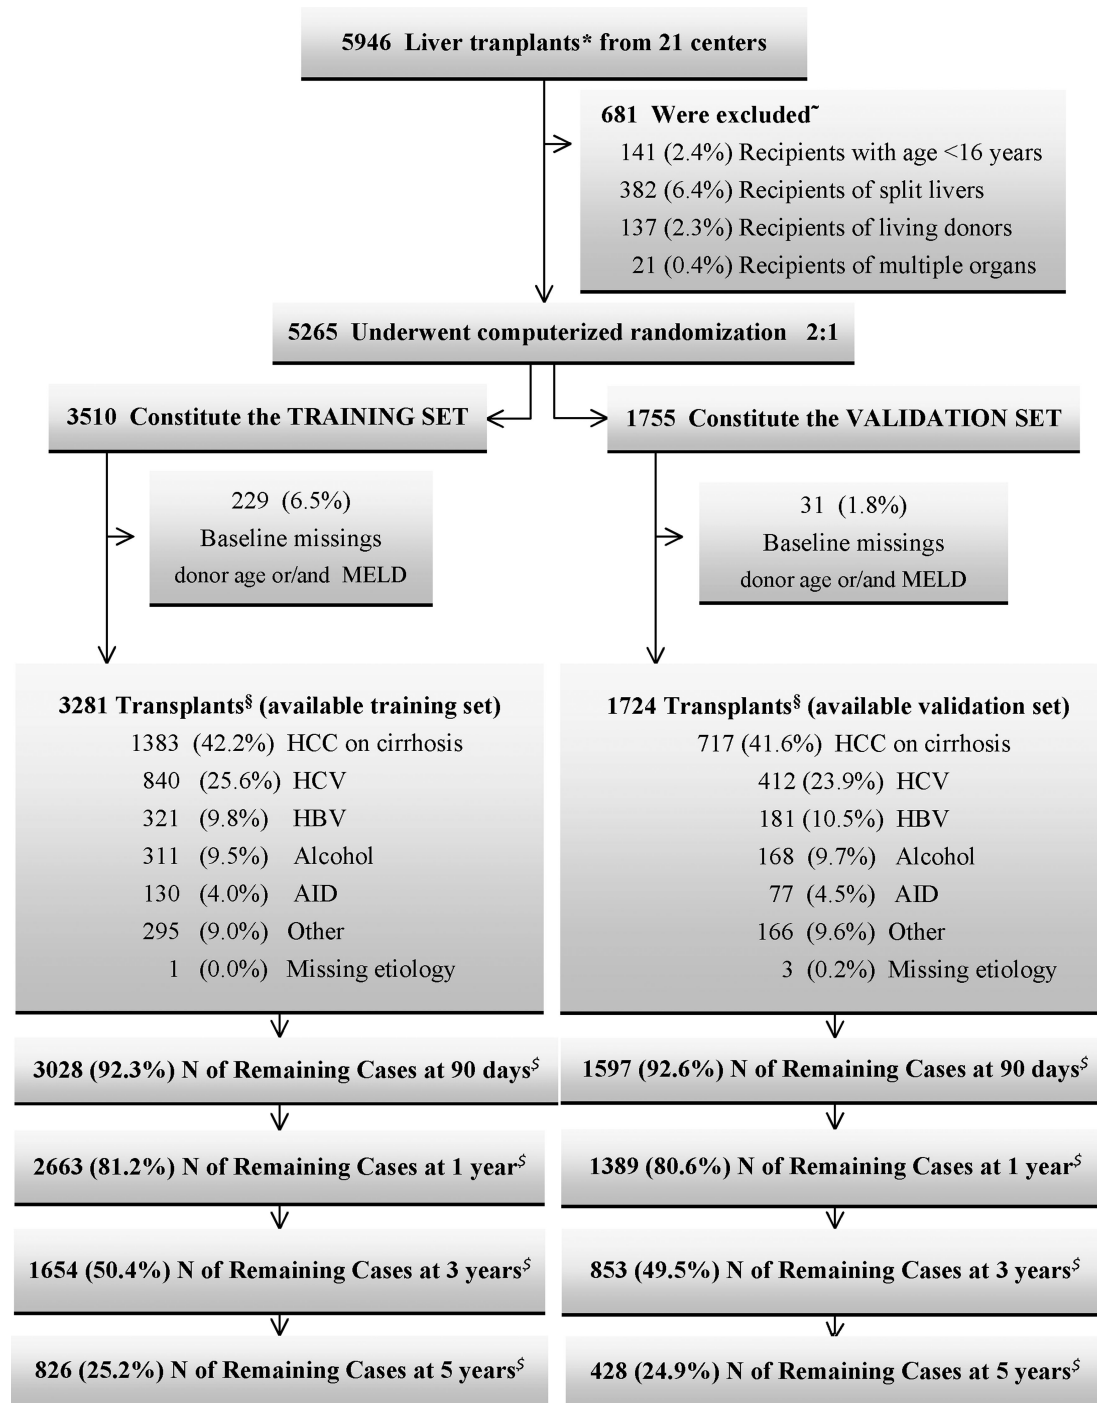 5946 Liver tranplants* from 21 centers
681 Were excluded~
141 (2.4%) Recipients with age <16 years
382 (6.4%) Recipients of split livers
137 (2.3%) Recipients of living donors
21 (0.4%) Recipients of multiple organs
5265 Underwent computerized randomization 2:1
3510 Constitute the TRAINING SET
229 (6.5%)
Baseline missings
donor age or/and MELD
3281 Transplants§ (available training set)
1383 (42.2%) HCC on cirrhosis
840 (25.6%) HCV
321 (9.8%) HBV
311 (9.5%) Alcohol
130 (4.0%) AID
295 (9.0%) Other
1 (0.0%) Missing etiology
3028 (92.3%) N of Remaining Cases at 90 days$
2663 (81.2%) N of Remaining Cases at 1 year$
1654 (50.4%) N of Remaining Cases at 3 years$
826 (25.2%) N of Remaining Cases at 5 years$
1755 Constitute the VALIDATION SET
31 (1.8%)
Baseline missings
donor age or/and MELD
1724 Transplants§ (available validation set)
717 (41.6%) HCC on cirrhosis
412 (23.9%) HCV
181 (10.5%) HBV
168 (9.7%) Alcohol
77 (4.5%) AID
166 (9.6%) Other
3 (0.2%) Missing etiology
1597 (92.6%) N of Remaining Cases at 90 days$
1389 (80.6%) N of Remaining Cases at 1 year$
853 (49.5%) N of Remaining Cases at 3 years$
428 (24.9%) N of Remaining Cases at 5 years$